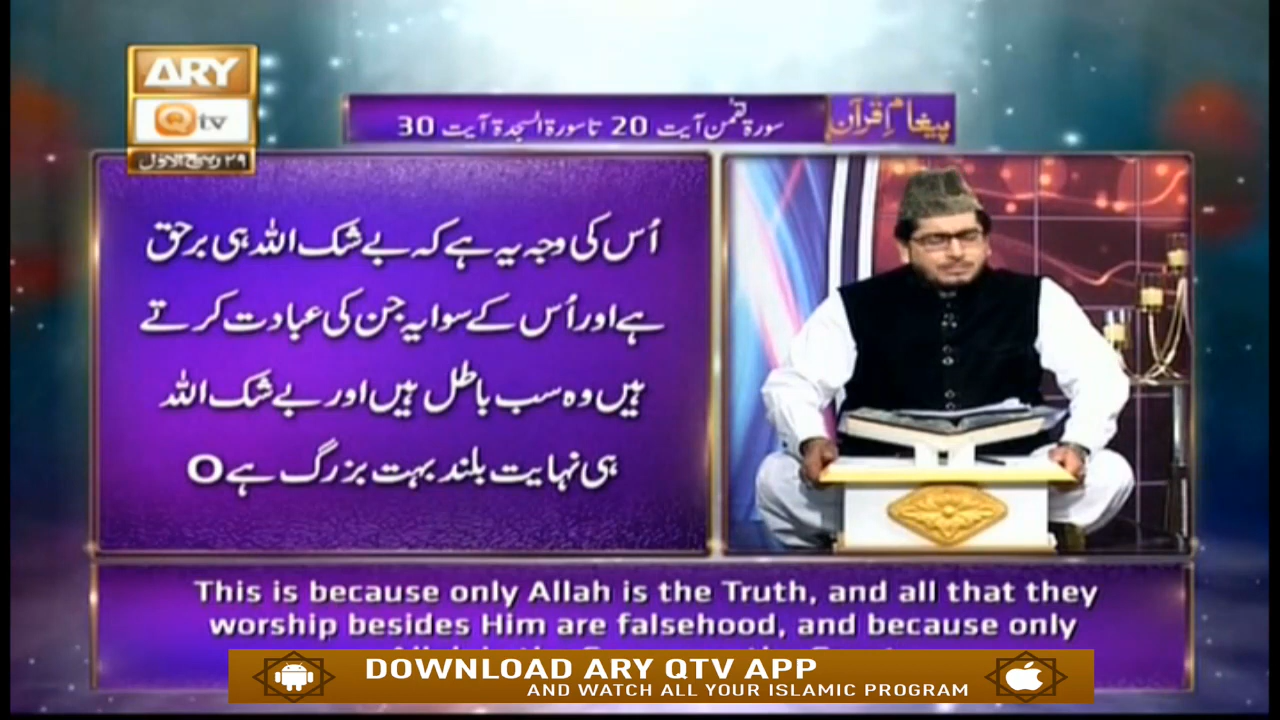 ARY
Qtv
۲۹ ربیع الاول
پیغامِ قرآن
سورۃ لقمٰن آیت 20 تا سورۃ السجدۃ آیت 30
اُس کی وجہ یہ ہے کہ بے شک اللہ ہی برحق
ہے اور اُس کے سوا یہ جن کی عبادت کرتے
ہیں وہ سب باطل ہیں اور بے شک اللہ
ہی نہایت بلند بہت بزرگ ہے O
This is because only Allah is the Truth, and all that they
worship besides Him are falsehood, and because only
DOWNLOAD ARY QTV APP
AND WATCH ALL YOUR ISLAMIC PROGRAM